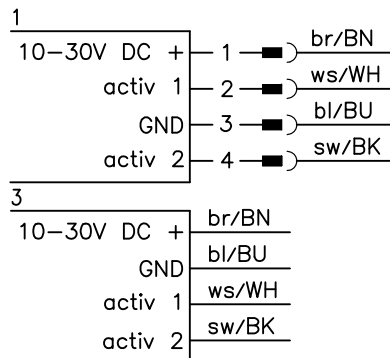 1
10-30V DC + 1 br/BN
activ 1 2 ws/WH
GND 3 bl/BU
activ 2 4 sw/BK
3
10-30V DC + br/BN
GND bl/BU
activ 1 ws/WH
activ 2 sw/BK